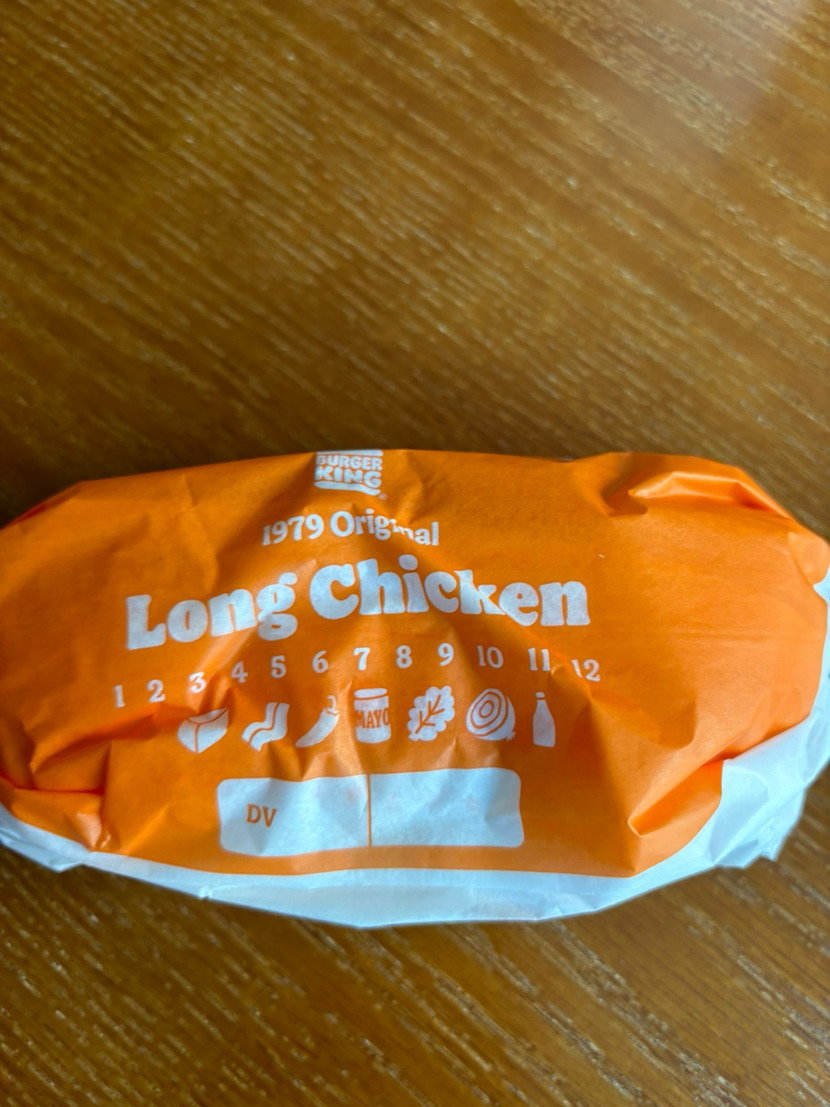 BURGER
KING
1979 Original
Long Chicken
1 2 3 4 5 6 7 8 9 10 11 12
MAYO
DV